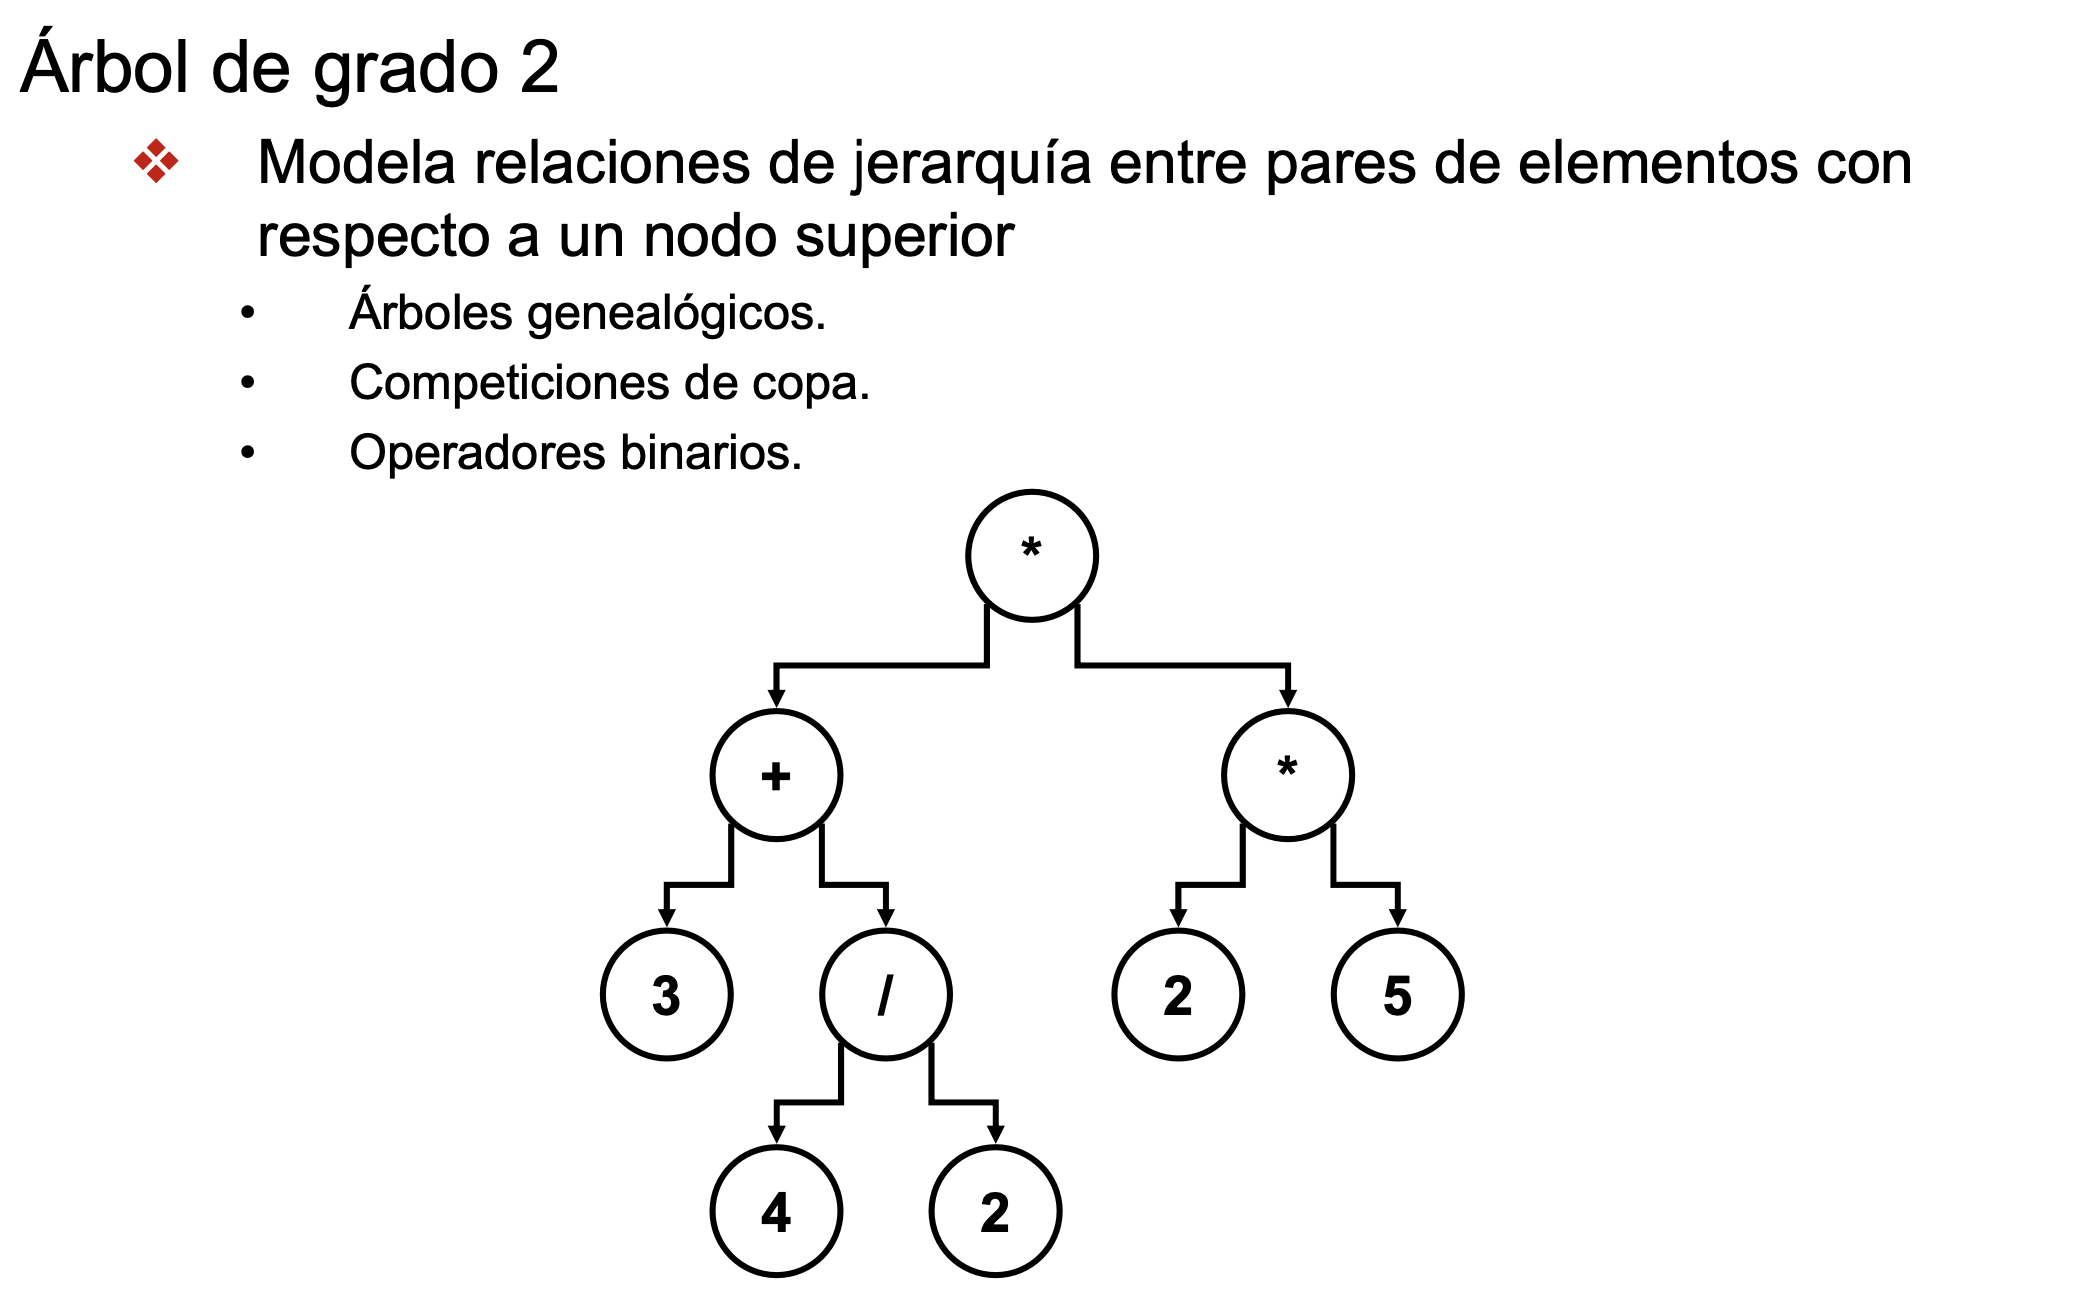 Árbol de grado 2
Modela relaciones de jerarquía entre pares de elementos con
respecto a un nodo superior
• Árboles genealógicos.
• Competiciones de copa.
• Operadores binarios.
*
+ *
3 / 2 5
4 2